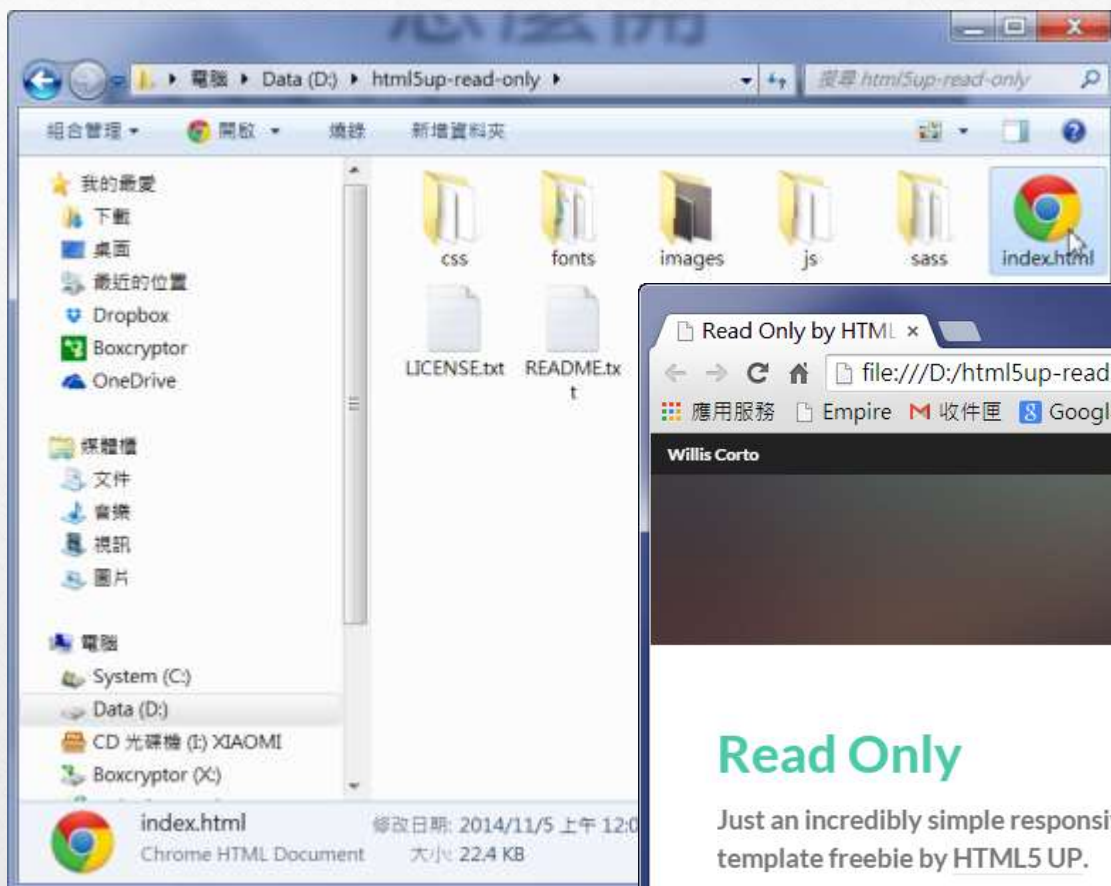 怎麼開
電腦 ▸ Data (D:) ▸ html5up-read-only ▸
搜尋 html5up-read-only
組合管理
開啟
燒錄
新增資料夾
我的最愛
下載
桌面
最近的位置
Dropbox
Boxcryptor
OneDrive
媒體櫃
文件
音樂
視訊
圖片
電腦
System (C:)
Data (D:)
CD 光碟機 (I:) XIAOMI
Boxcryptor (X:)
css
fonts
images
js
sass
index.html
LICENSE.txt
README.tx
t
index.html
修改日期: 2014/11/5 上午 12:0
Chrome HTML Document
大小: 22.4 KB
Read Only by HTML
file:///D:/html5up-read
應用服務
Empire
收件匣
Googl
Willis Corto
Read Only
Just an incredibly simple responsi
template freebie by HTML5 UP.